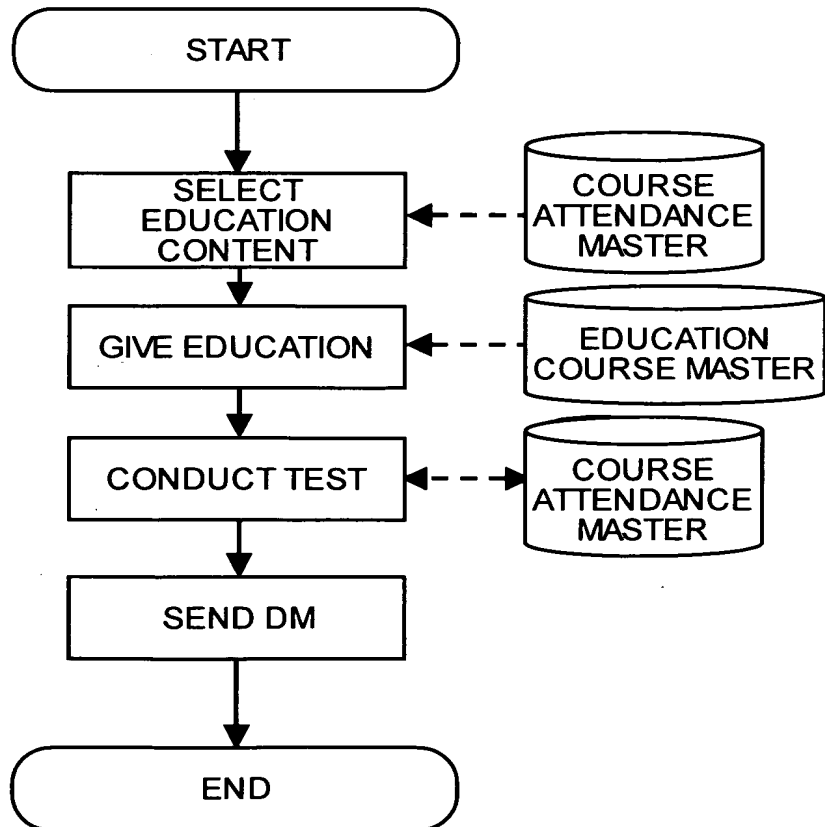 START
SELECT
EDUCATION
CONTENT
COURSE
ATTENDANCE
MASTER
GIVE EDUCATION
EDUCATION
COURSE MASTER
CONDUCT TEST
COURSE
ATTENDANCE
MASTER
SEND DM
END